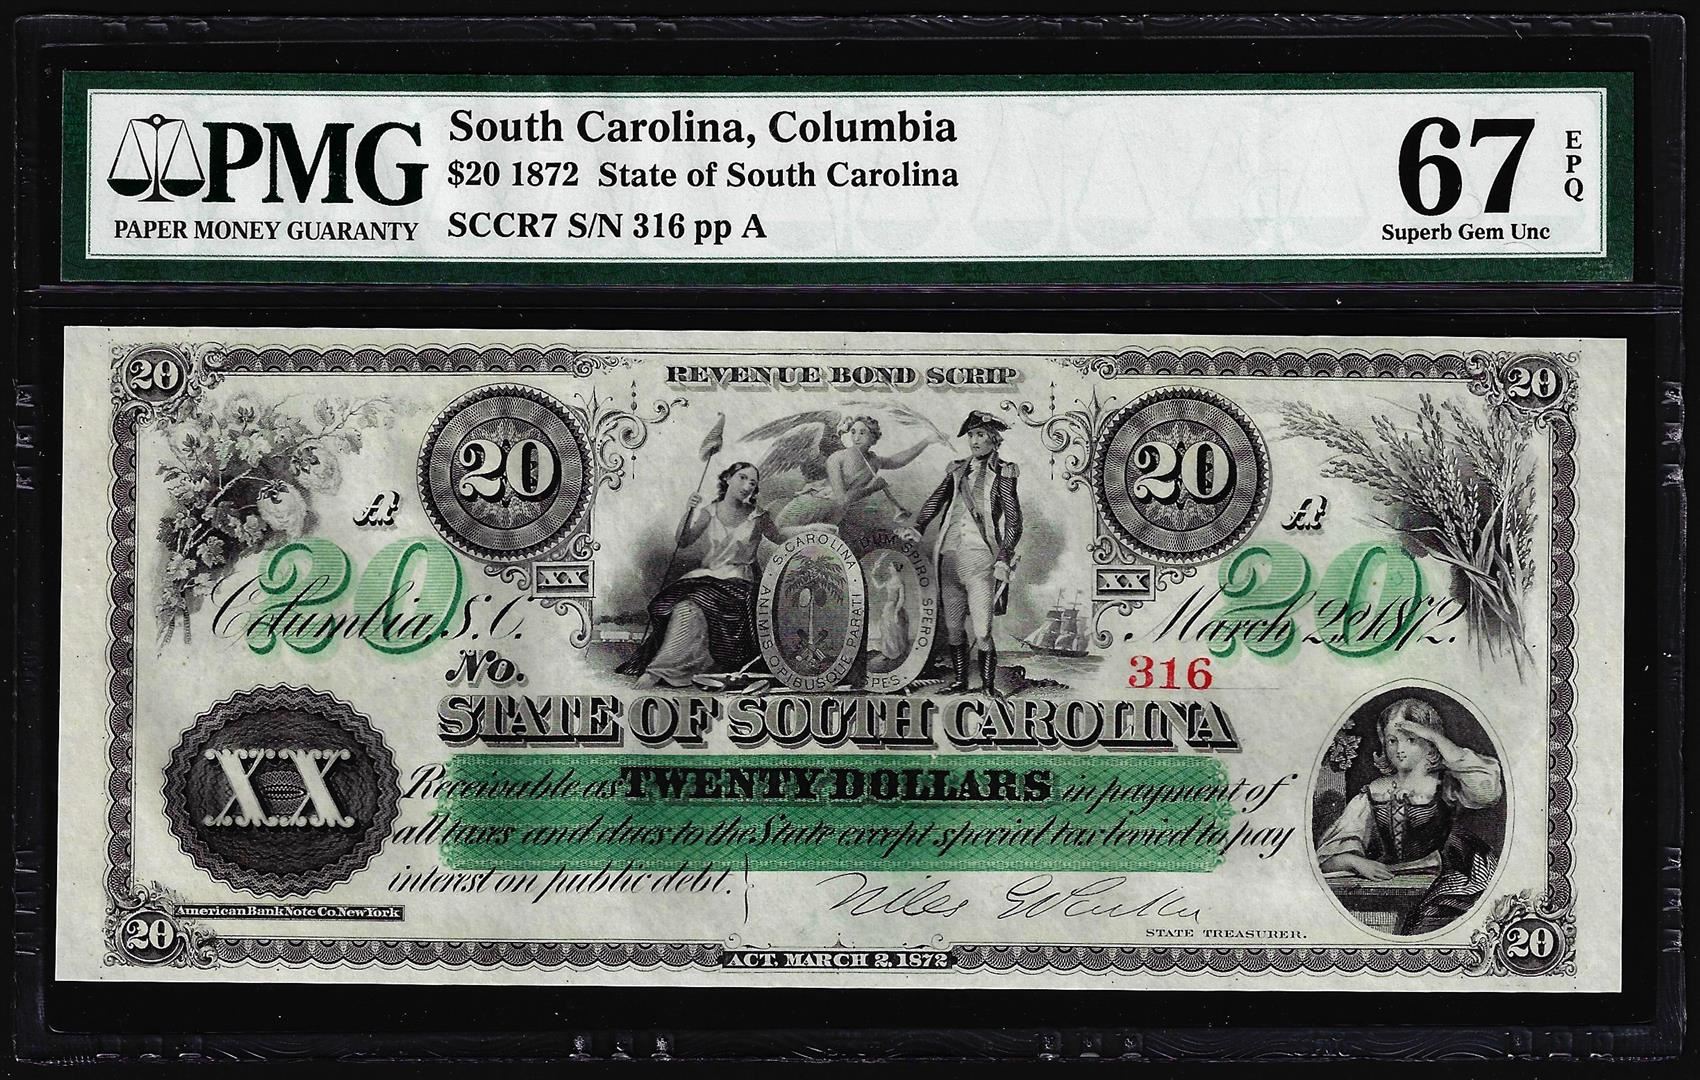 PMG
PAPER MONEY GUARANTY
South Carolina, Columbia
$20 1872 State of South Carolina
SCCR7 S/N 316 pp A
67
EPQ
Superb Gem Unc
20
20
REVENUE BOND SCRIP
20
20
A
A
20
20
XX
XX
S. CAROLINA
ANIMIS OPIBUSQUE PARATI
DUM SPIRO SPERO.
SPES.
Columbia, S.C.
March 2d 1872.
No.
316
STATE OF SOUTH CAROLINA
XX
Receivable as TWENTY DOLLARS in payment of
all taxes and dues to the State except special tax levied to pay
interest on public debt.
Niles G Parker
STATE TREASURER.
American Bank Note Co. New York
20
ACT, MARCH 2, 1872
20